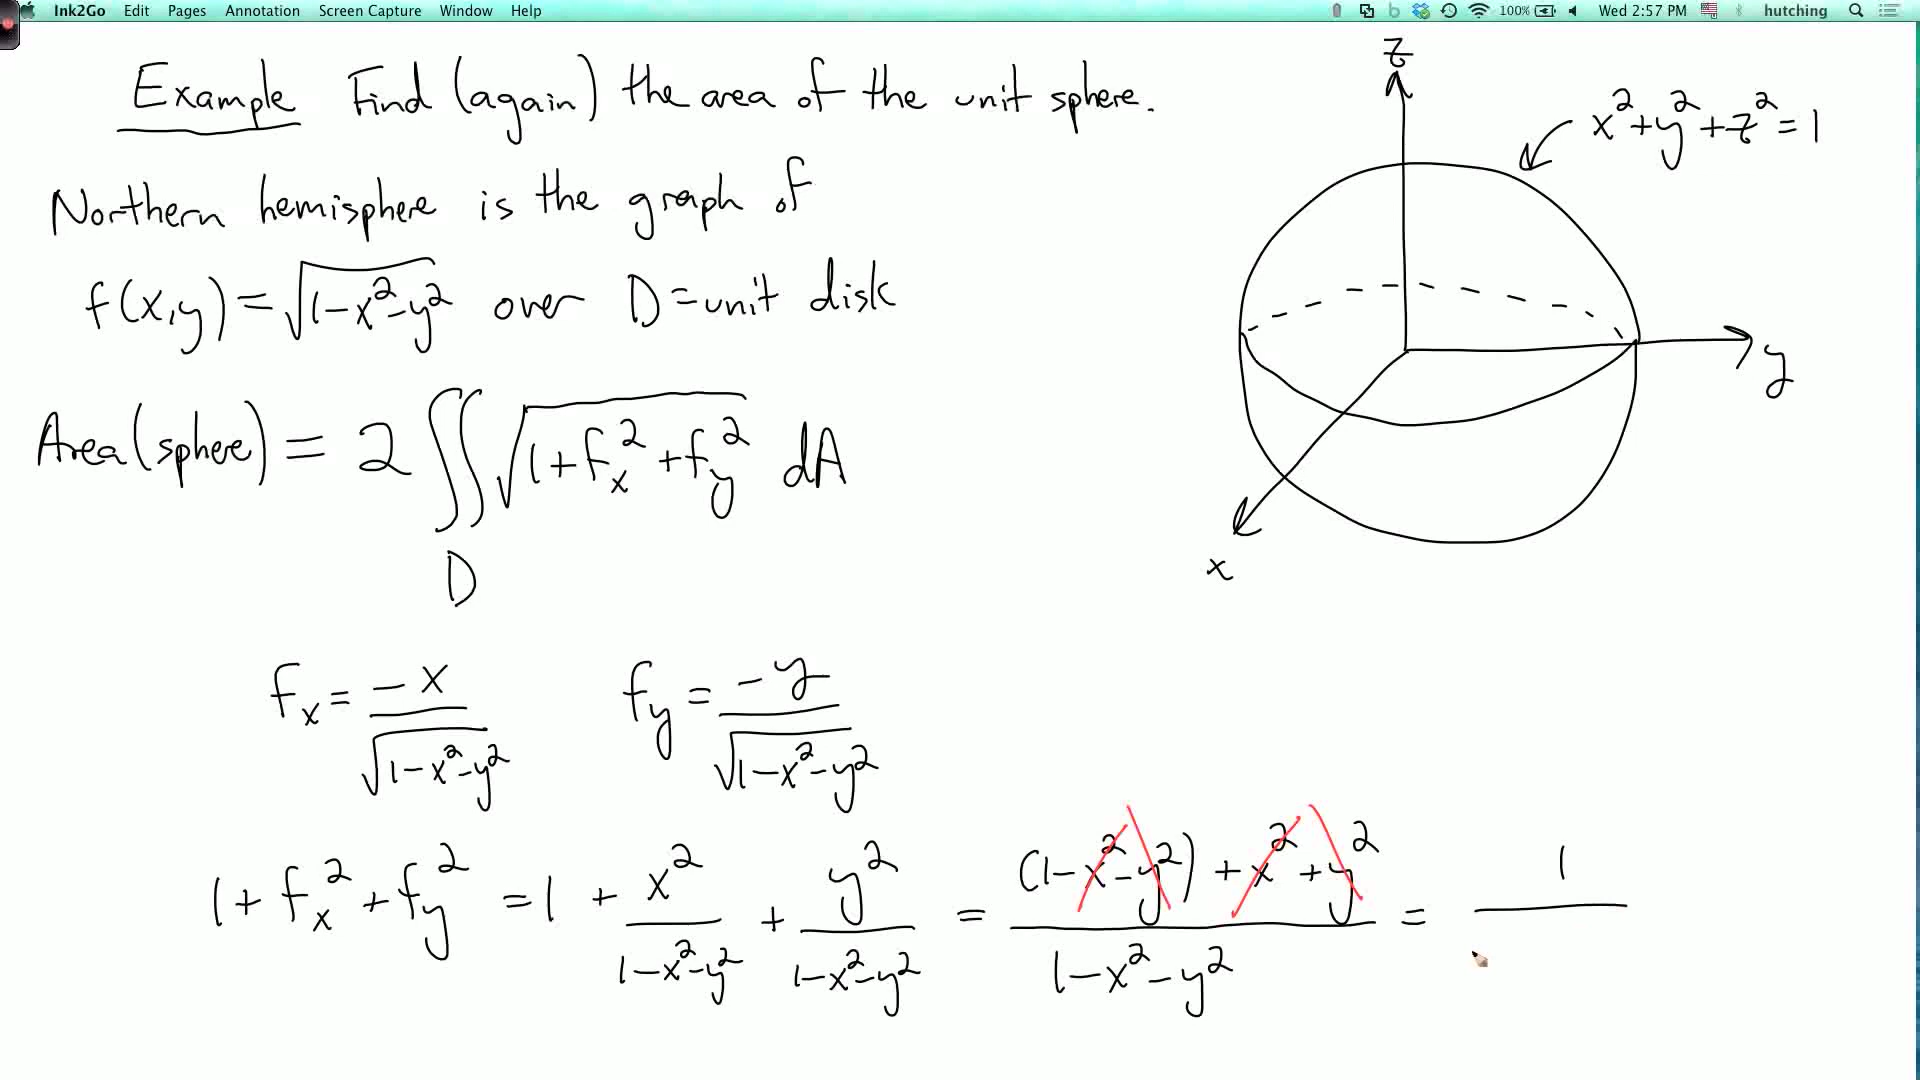 Ink2Go Edit Pages Annotation Screen Capture Window Help 100% Wed 2:57 PM hutching
Example Find (again) the area of the unit sphere.
Northern hemisphere is the graph of
f(x,y) = √(1-x²-y²) over D = unit disk
Area(sphere) = 2 ∬_D √(1+f_x²+f_y²) dA
z
x²+y²+z²=1
y
x
f_x = -x/√(1-x²-y²) f_y = -y/√(1-x²-y²)
1 + f_x² + f_y² = 1 + x²/(1-x²-y²) + y²/(1-x²-y²) = ((1-x²-y²) + x² + y²)/(1-x²-y²) = 1/